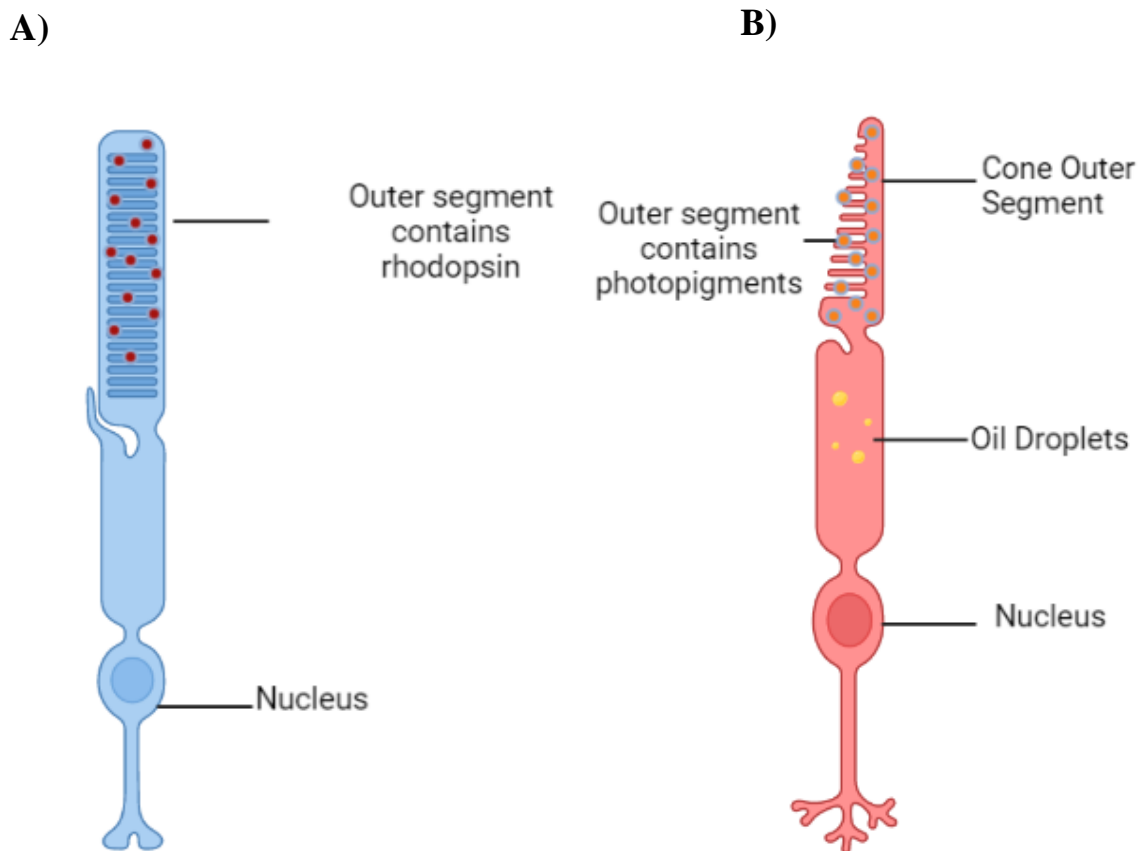 A)
B)
Outer segment
contains
rhodopsin
Nucleus
Outer segment
contains
photopigments
Cone Outer
Segment
Oil Droplets
Nucleus